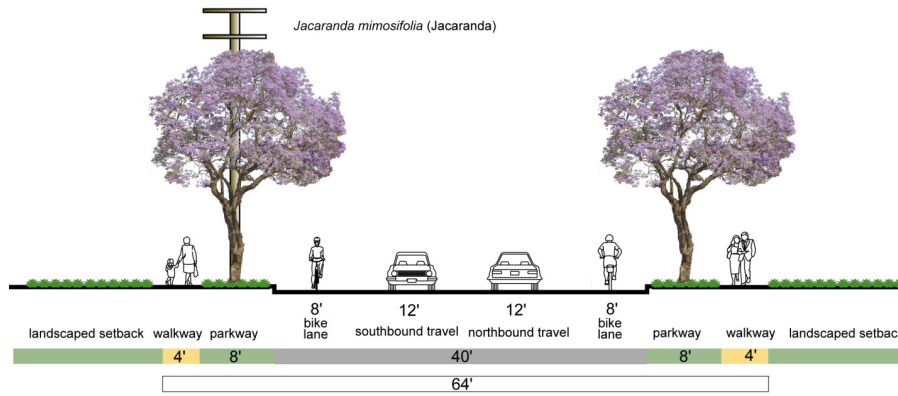 Jacaranda mimosifolia (Jacaranda)
8' 12' 12' 8'
bike lane southbound travel northbound travel bike lane
landscaped setback walkway parkway parkway walkway landscaped setback
4' 8' 40' 8' 4'
64'